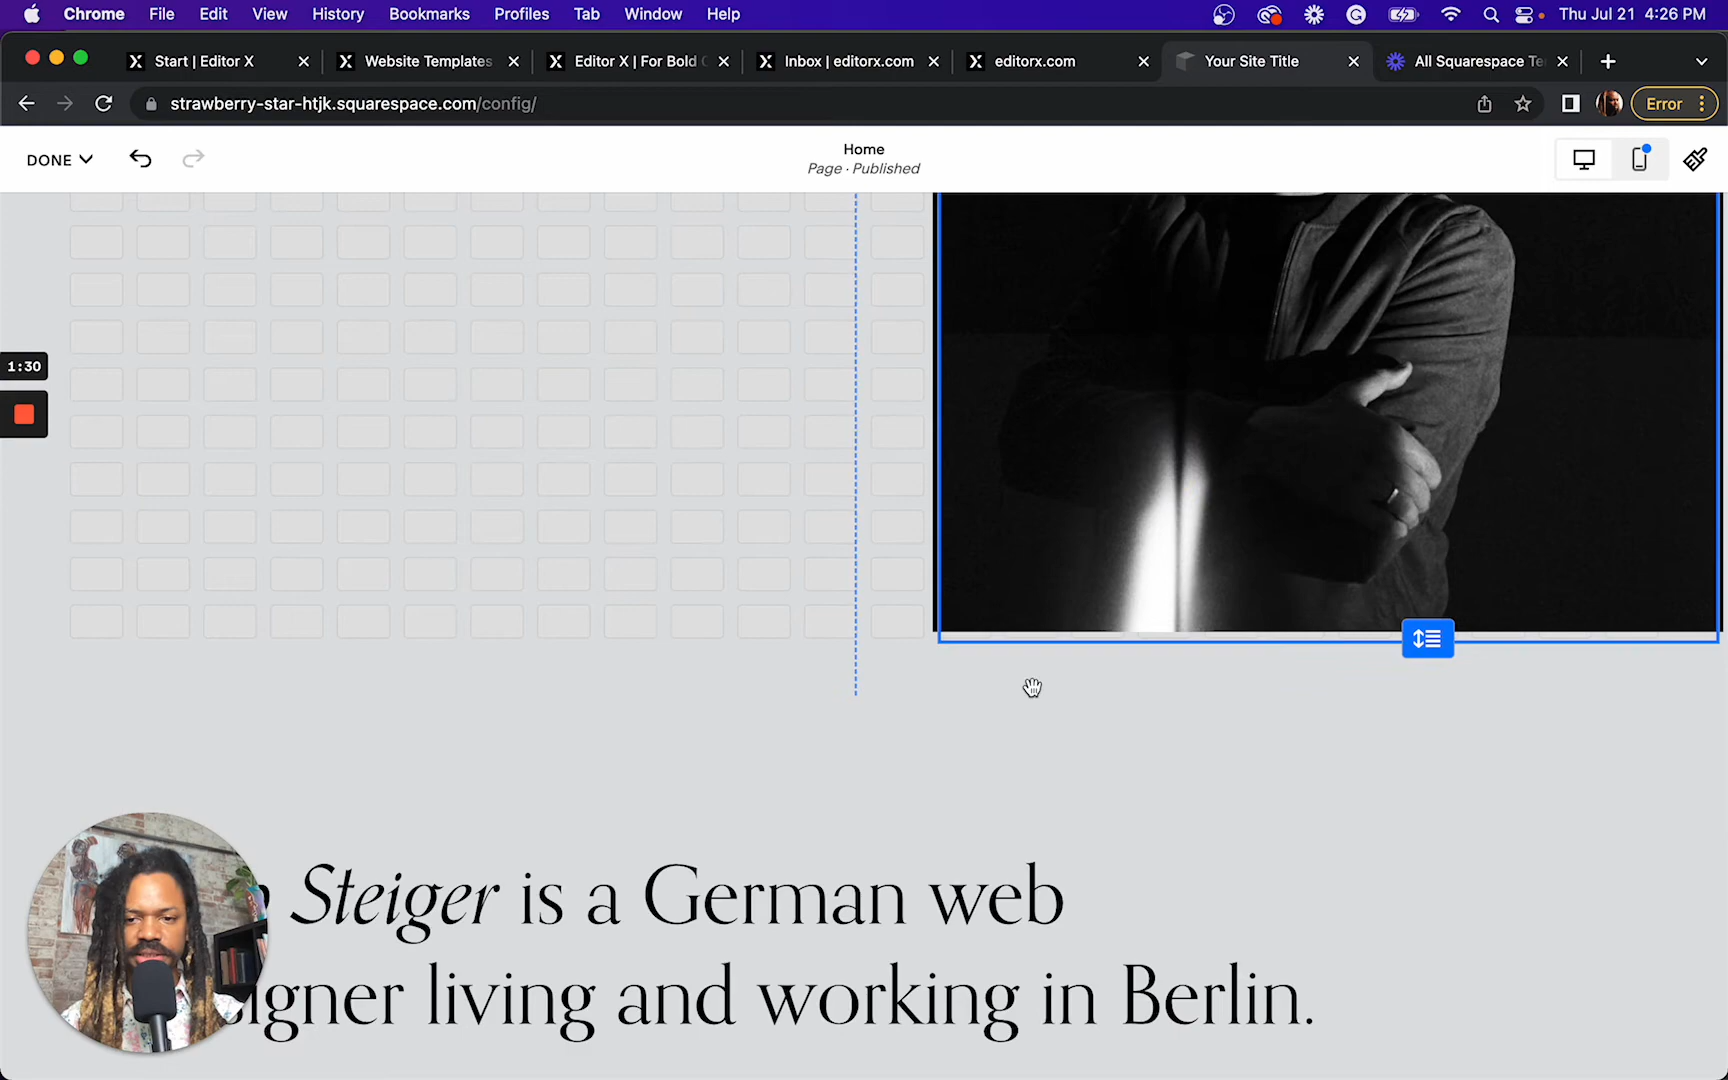 Chrome File Edit View History Bookmarks Profiles Tab Window Help Thu Jul 21 4:26 PM
Start | Editor X Website Templates Editor X | For Bold Inbox | editorx.com editorx.com Your Site Title All Squarespace Te
strawberry-star-htjk.squarespace.com/config/ Error
DONE Home
Page · Published
1:30
Steiger is a German web
igner living and working in Berlin.